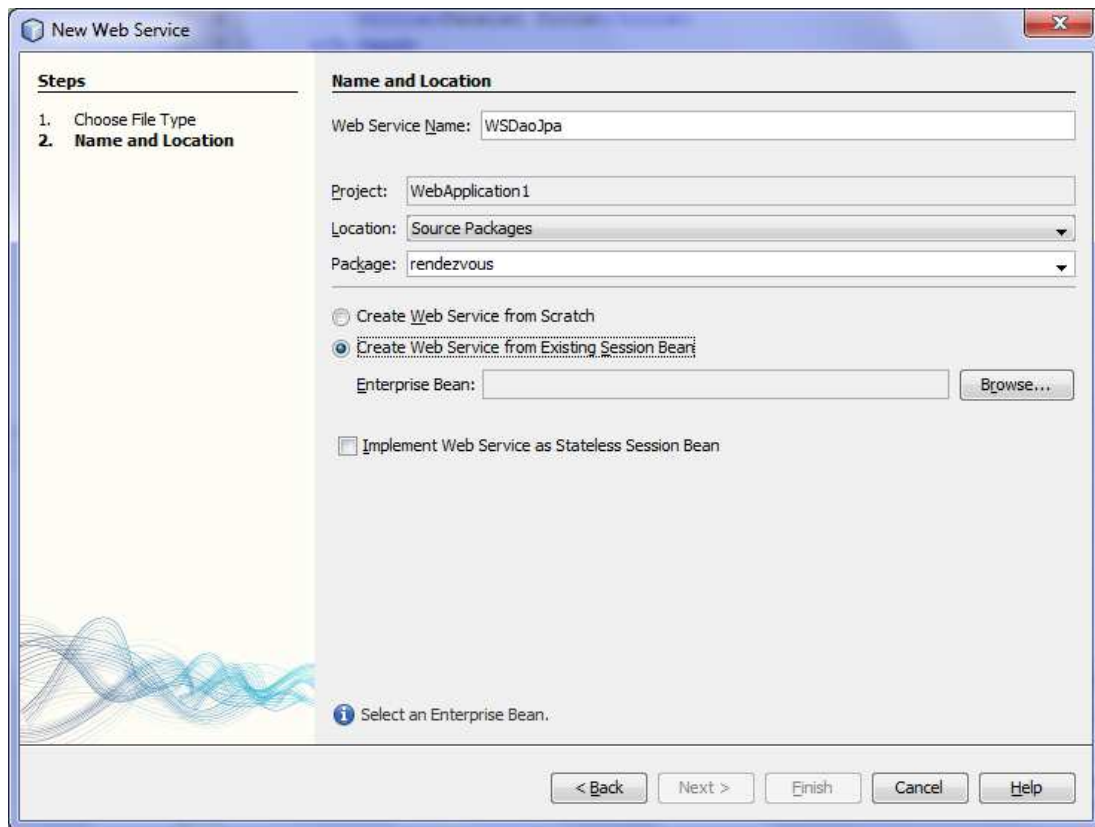 New Web Service
Steps
1. Choose File Type
2. Name and Location
Name and Location
Web Service Name: WSDaoJpa
Project: WebApplication1
Location: Source Packages
Package: rendezvous
Create Web Service from Scratch
Create Web Service from Existing Session Bean
Enterprise Bean: Browse...
Implement Web Service as Stateless Session Bean
Select an Enterprise Bean.
< Back Next > Finish Cancel Help